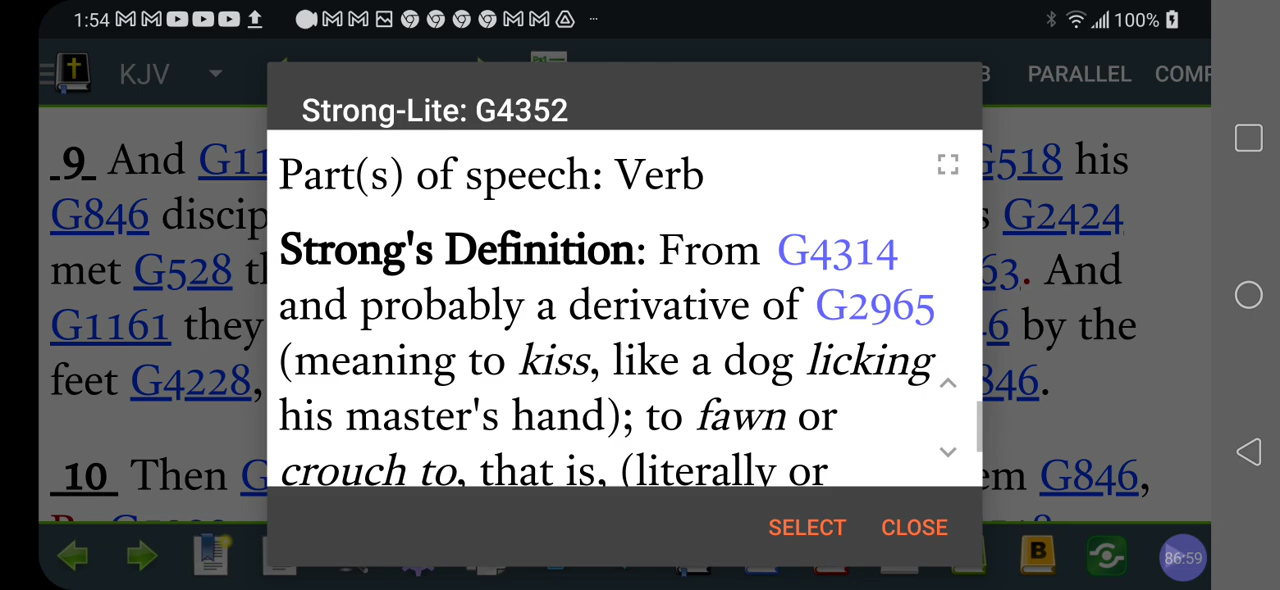 1:54 100%
KJV PARALLEL COMP
Strong-Lite: G4352
Part(s) of speech: Verb
Strong's Definition: From G4314
and probably a derivative of G2965
(meaning to kiss, like a dog licking
his master's hand); to fawn or
crouch to, that is, (literally or
SELECT CLOSE
9 And G11 G518 his
G846 discip G2424
met G528 And
G1161 they by the
feet G4228, 846.
10 Then G em G846,
B 86:59